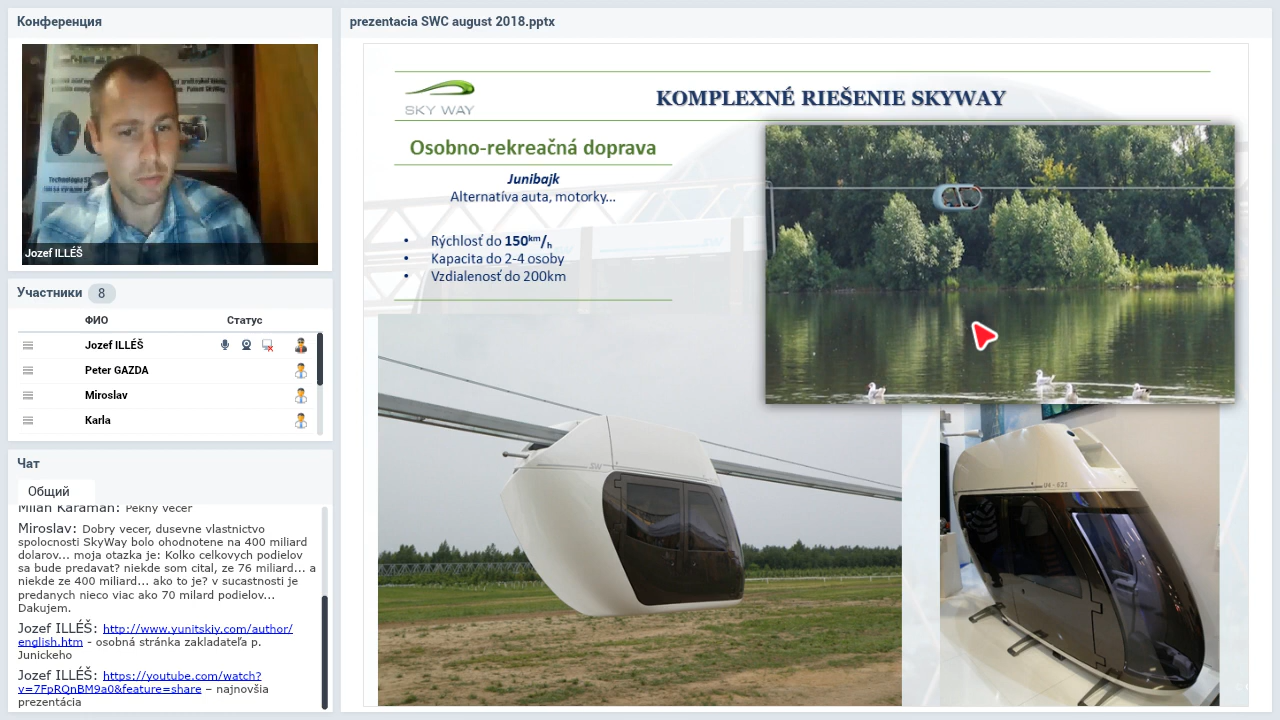 Конференция
Jozef ILLÉŠ
Участники 8
ФИО Статус
Jozef ILLÉŠ
Peter GAZDA
Miroslav
Karla
Чат
Общий
Milan Karaman: Pekny vecer
Miroslav: Dobry vecer, dusevne vlastnictvo
spolocnosti SkyWay bolo ohodnotene na 400 miliard
dolarov... moja otazka je: Kolko celkovych podielov
sa bude predavat? niekde som cital, ze 76 miliard... a
niekde ze 400 miliard... ako to je? v sucastnosti je
predanych nieco viac ako 70 milard podielov...
Dakujem.
Jozef ILLÉŠ: http://www.yunitskiy.com/author/
english.htm - osobná stránka zakladateľa p.
Junickeho
Jozef ILLÉŠ: https://youtube.com/watch?
v=7FpRQnBM9a0&feature=share – najnovšia
prezentácia
prezentacia SWC august 2018.pptx
SKY WAY
KOMPLEXNÉ RIEŠENIE SKYWAY
Osobno-rekreačná doprava
Junibajk
Alternatíva auta, motorky...
• Rýchlosť do 150km/h
• Kapacita do 2-4 osoby
• Vzdialenosť do 200km
SW